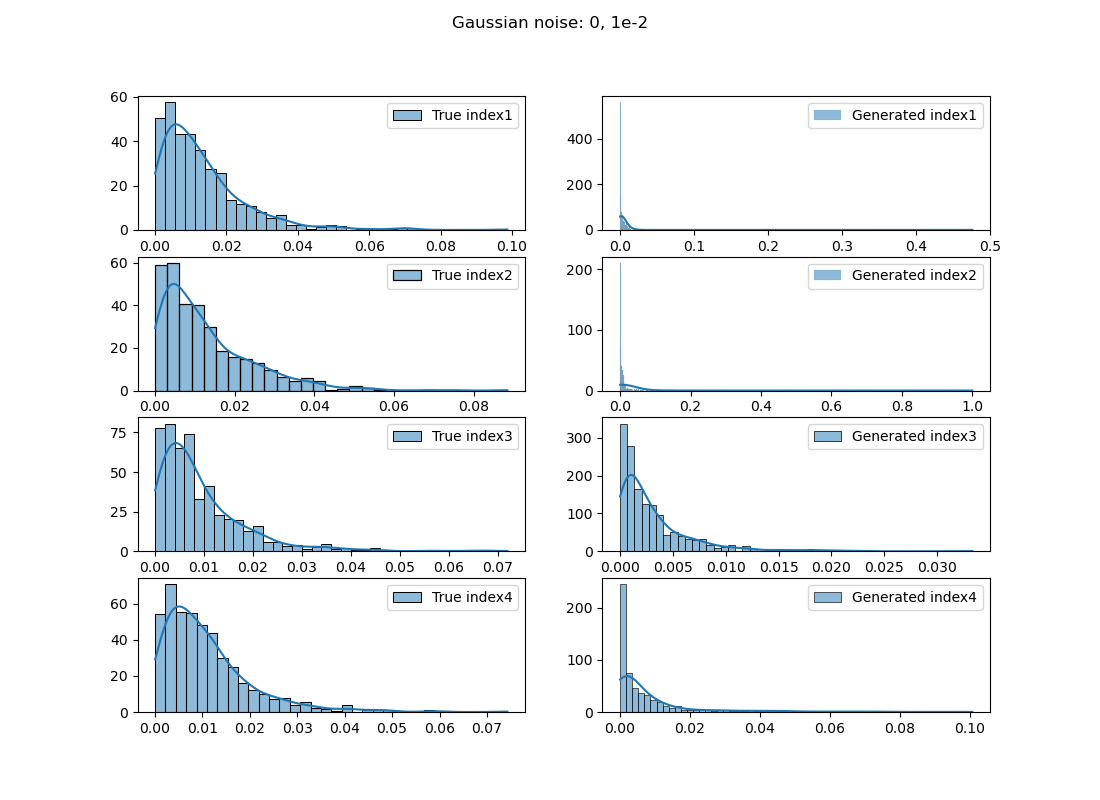 Gaussian noise: 0, 1e-2
60
40
20
0
True index1
0.00 0.02 0.04 0.06 0.08 0.10
400
200
0
Generated index1
0.0 0.1 0.2 0.3 0.4 0.5
60
40
20
0
True index2
0.00 0.02 0.04 0.06 0.08
200
100
0
Generated index2
0.0 0.2 0.4 0.6 0.8 1.0
75
50
25
0
True index3
0.00 0.01 0.02 0.03 0.04 0.05 0.06 0.07
300
200
100
0
Generated index3
0.000 0.005 0.010 0.015 0.020 0.025 0.030
60
40
20
0
True index4
0.00 0.01 0.02 0.03 0.04 0.05 0.06 0.07
200
100
0
Generated index4
0.00 0.02 0.04 0.06 0.08 0.10